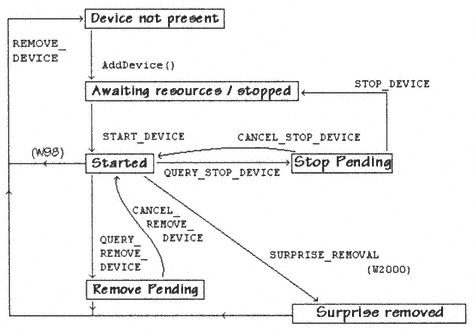 Device not present
REMOVE_
DEVICE
AddDevice()
STOP_DEVICE
Awaiting resources / stopped
START_DEVICE
CANCEL_STOP_DEVICE
(W98)
Started
Stop Pending
QUERY_STOP_DEVICE
CANCEL_
REMOVE_
DEVICE
QUERY_
REMOVE_
DEVICE
SURPRISE_REMOVAL
(W2000)
Remove Pending
Surprise removed